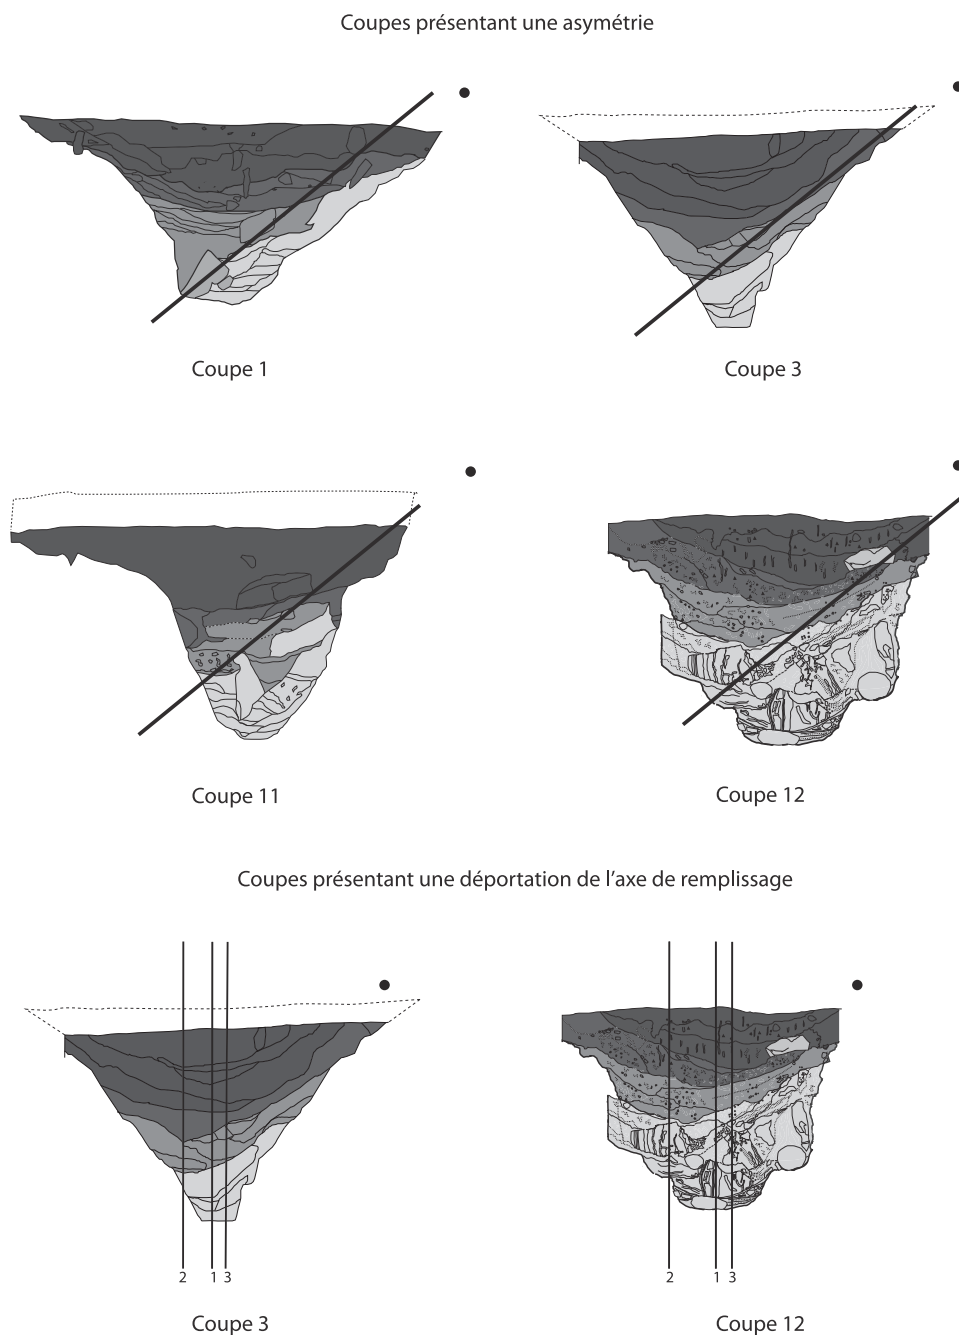 Coupes présentant une asymétrie
Coupe 1
Coupe 3
Coupe 11
Coupe 12
Coupes présentant une déportation de l'axe de remplissage
2 1 3
2 1 3
Coupe 3
Coupe 12